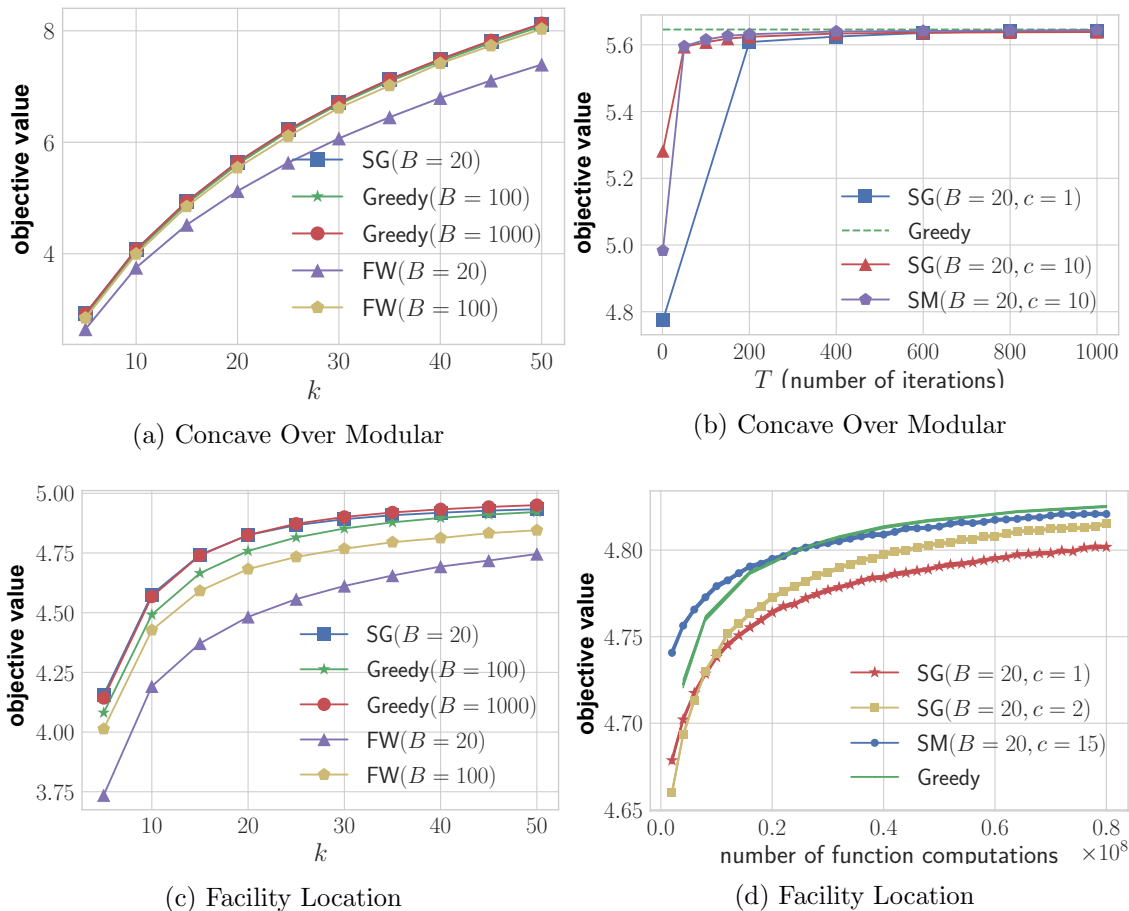 8
6
4
objective value
10
20
30
40
50
k
SG(B = 20)
Greedy(B = 100)
Greedy(B = 1000)
FW(B = 20)
FW(B = 100)
(a) Concave Over Modular
5.6
5.4
5.2
5.0
4.8
objective value
0
200
400
600
800
1000
T (number of iterations)
SG(B = 20, c = 1)
Greedy
SG(B = 20, c = 10)
SM(B = 20, c = 10)
(b) Concave Over Modular
5.00
4.75
4.50
4.25
4.00
3.75
objective value
10
20
30
40
50
k
SG(B = 20)
Greedy(B = 100)
Greedy(B = 1000)
FW(B = 20)
FW(B = 100)
(c) Facility Location
4.80
4.75
4.70
4.65
objective value
0.0
0.2
0.4
0.6
0.8
×10⁸
number of function computations
SG(B = 20, c = 1)
SG(B = 20, c = 2)
SM(B = 20, c = 15)
Greedy
(d) Facility Location